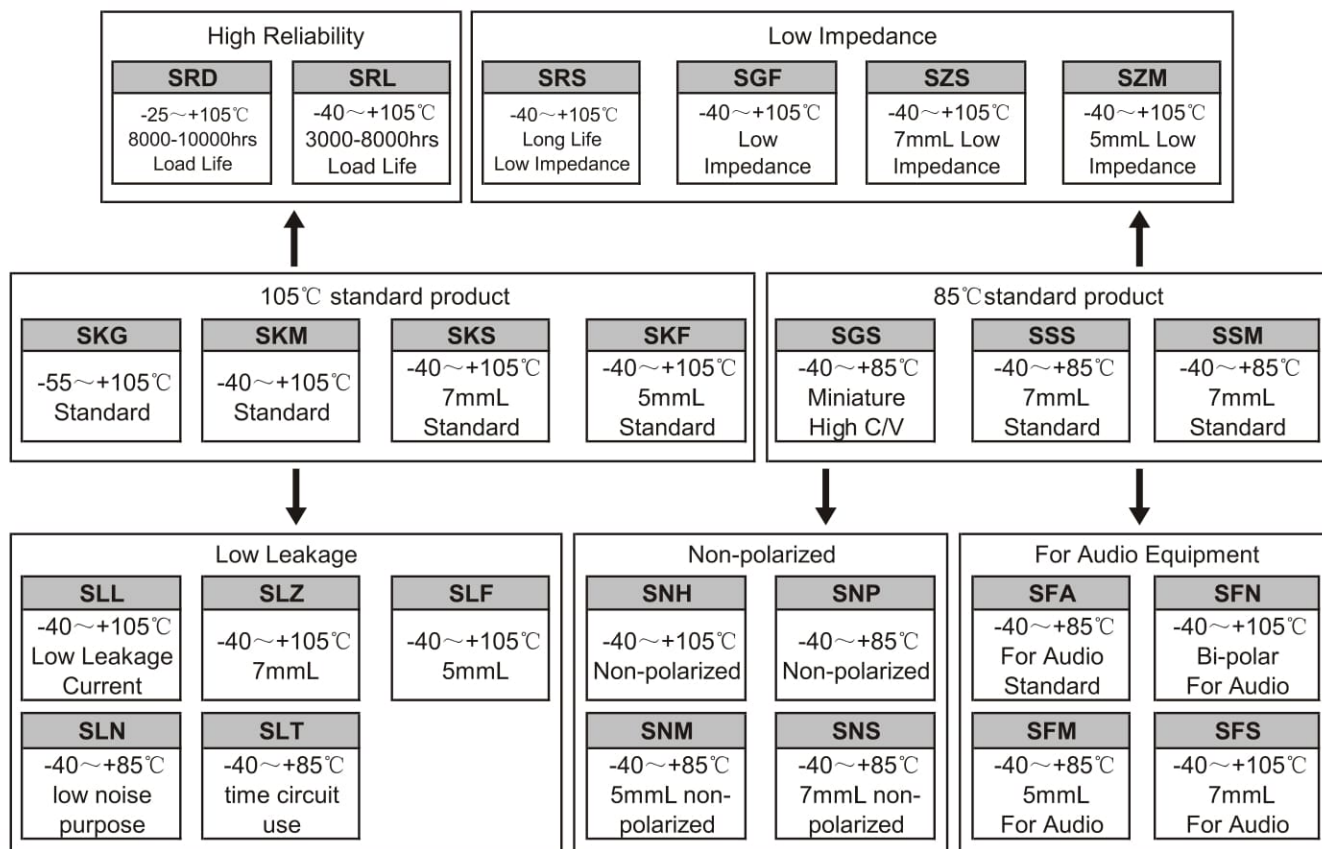 High Reliability
SRD
-25～+105℃
8000-10000hrs
Load Life
SRL
-40～+105℃
3000-8000hrs
Load Life
Low Impedance
SRS
-40～+105℃
Long Life
Low Impedance
SGF
-40～+105℃
Low
Impedance
SZS
-40～+105℃
7mmL Low
Impedance
SZM
-40～+105℃
5mmL Low
Impedance
105℃ standard product
SKG
-55～+105℃
Standard
SKM
-40～+105℃
Standard
SKS
-40～+105℃
7mmL
Standard
SKF
-40～+105℃
5mmL
Standard
85℃standard product
SGS
-40～+85℃
Miniature
High C/V
SSS
-40～+85℃
7mmL
Standard
SSM
-40～+85℃
7mmL
Standard
Low Leakage
SLL
-40～+105℃
Low Leakage
Current
SLZ
-40～+105℃
7mmL
SLF
-40～+105℃
5mmL
SLN
-40～+85℃
low noise
purpose
SLT
-40～+85℃
time circuit
use
Non-polarized
SNH
-40～+105℃
Non-polarized
SNP
-40～+85℃
Non-polarized
SNM
-40～+85℃
5mmL non-
polarized
SNS
-40～+85℃
7mmL non-
polarized
For Audio Equipment
SFA
-40～+85℃
For Audio
Standard
SFN
-40～+105℃
Bi-polar
For Audio
SFM
-40～+85℃
5mmL
For Audio
SFS
-40～+105℃
7mmL
For Audio